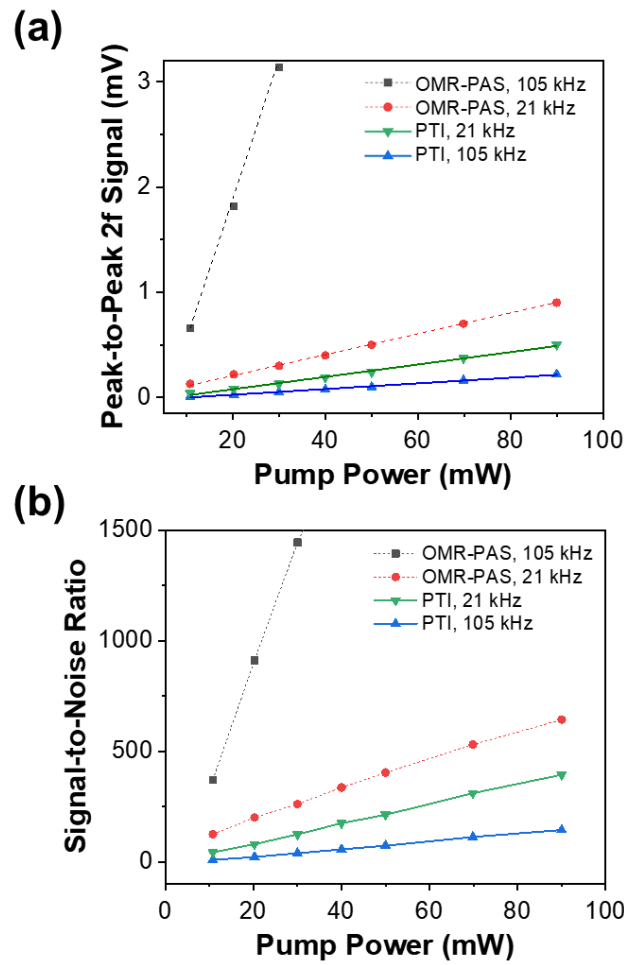 (a)
Peak-to-Peak 2f Signal (mV)
3
2
1
0
OMR-PAS, 105 kHz
OMR-PAS, 21 kHz
PTI, 21 kHz
PTI, 105 kHz
20 40 60 80 100
Pump Power (mW)
(b)
Signal-to-Noise Ratio
1500
1000
500
0
OMR-PAS, 105 kHz
OMR-PAS, 21 kHz
PTI, 21 kHz
PTI, 105 kHz
0 20 40 60 80 100
Pump Power (mW)